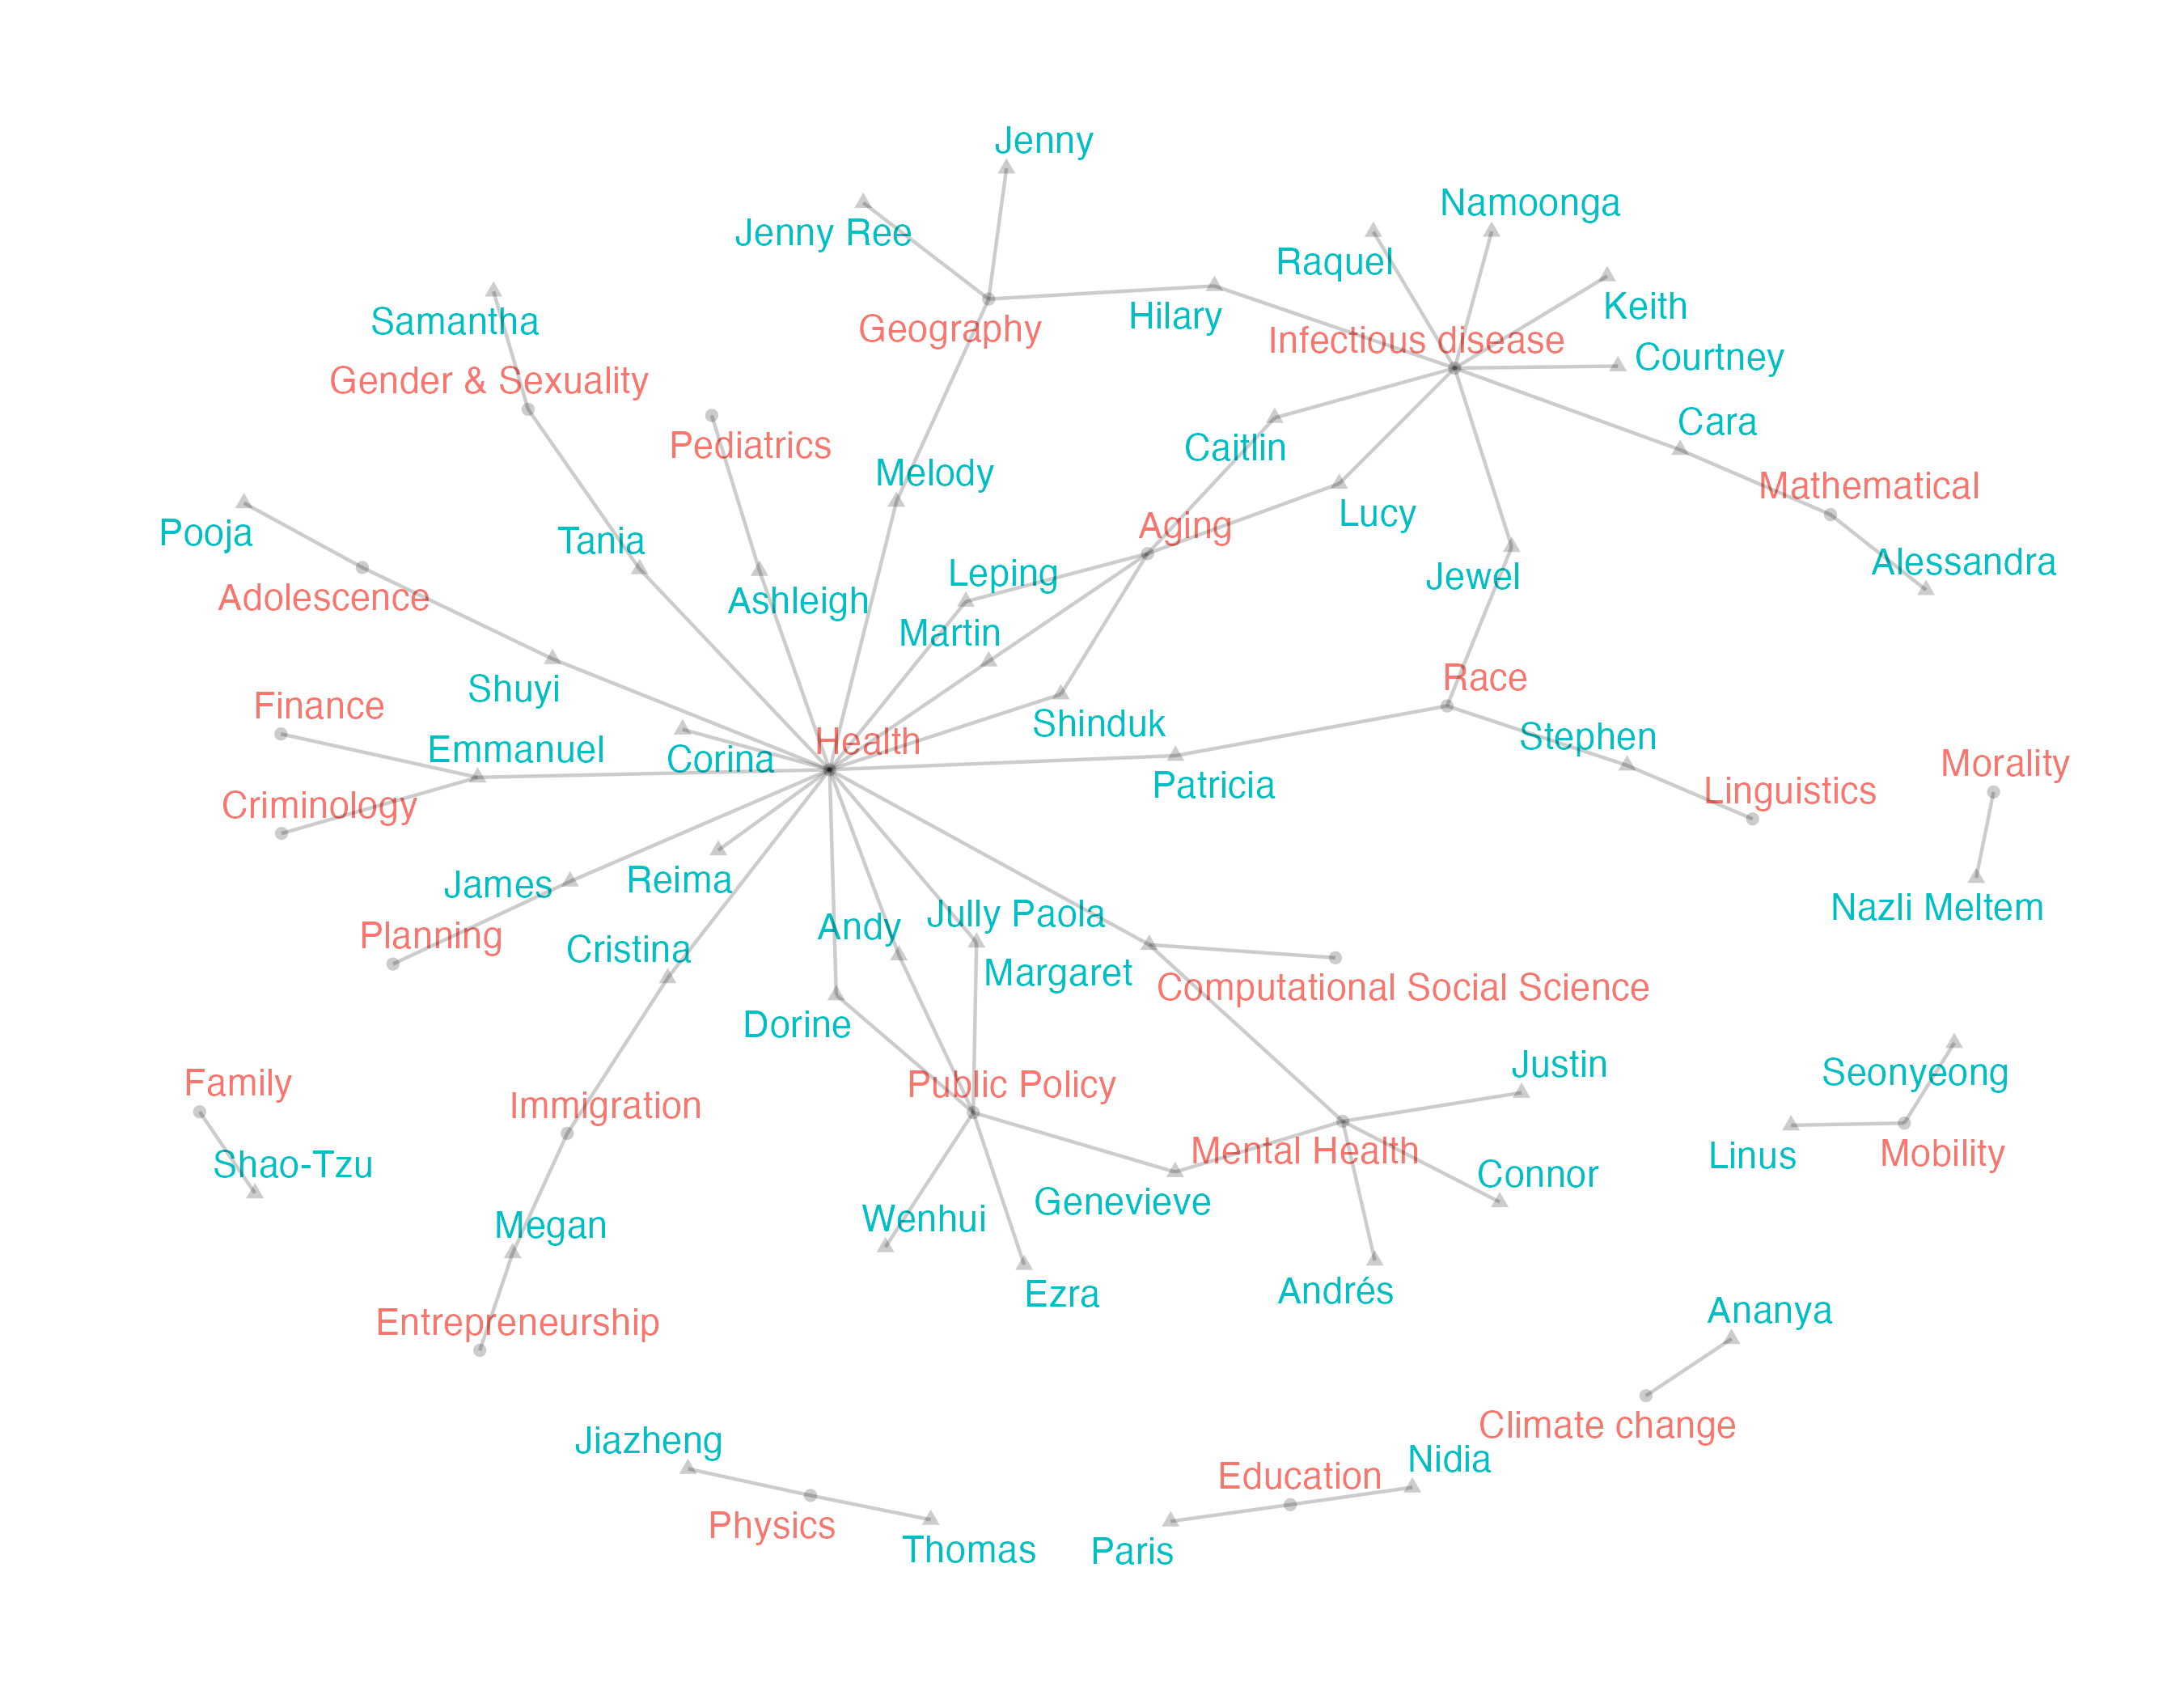 Jenny
Namoonga
Jenny Ree
Raquel
Keith
Samantha
Hilary
Geography
Infectious disease
Courtney
Gender & Sexuality
Cara
Pediatrics
Caitlin
Melody
Mathematical
Lucy
Aging
Pooja
Tania
Alessandra
Leping
Jewel
Adolescence
Ashleigh
Martin
Race
Shuyi
Finance
Shinduk
Stephen
Health
Emmanuel
Corina
Morality
Patricia
Linguistics
Criminology
Reima
James
Nazli Meltem
Jully Paola
Andy
Planning
Cristina
Margaret
Computational Social Science
Dorine
Justin
Seonyeong
Family
Public Policy
Immigration
Mental Health
Linus
Mobility
Shao-Tzu
Connor
Genevieve
Wenhui
Megan
Andrés
Ezra
Ananya
Entrepreneurship
Climate change
Jiazheng
Nidia
Education
Physics
Thomas
Paris